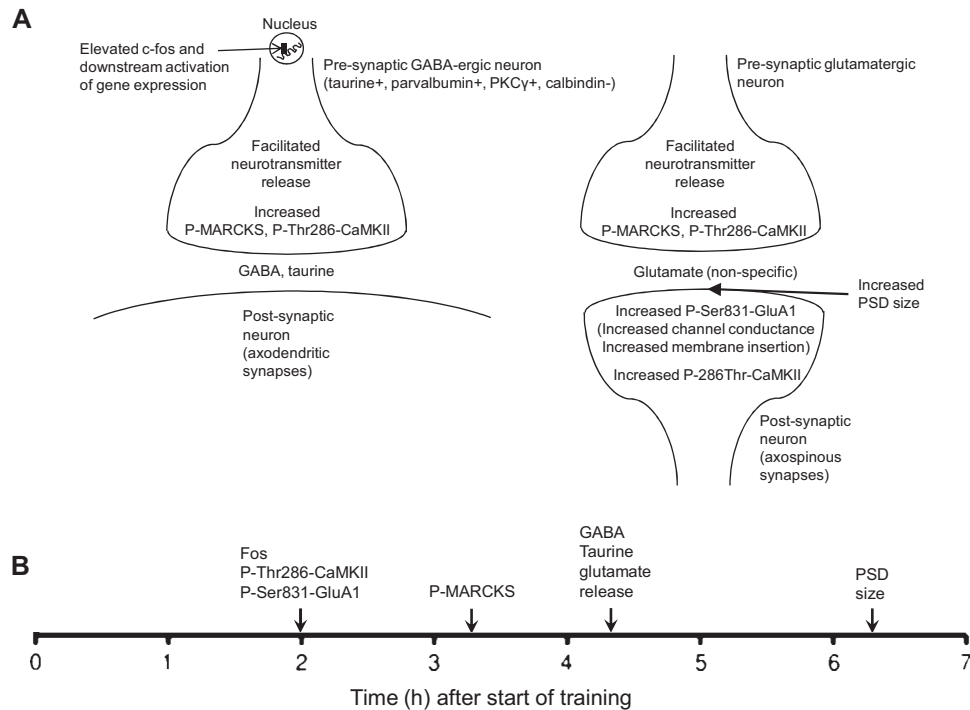 A
Nucleus
Elevated c-fos and
downstream activation
of gene expression
Pre-synaptic GABA-ergic neuron
(taurine+, parvalbumin+, PKCγ+, calbindin-)
Pre-synaptic glutamatergic
neuron
Facilitated
neurotransmitter
release
Increased
P-MARCKS, P-Thr286-CaMKII
Facilitated
neurotransmitter
release
Increased
P-MARCKS, P-Thr286-CaMKII
GABA, taurine
Post-synaptic
neuron
(axodendritic
synapses)
Glutamate (non-specific)
Increased
PSD size
Increased P-Ser831-GluA1
(Increased channel conductance
Increased membrane insertion)
Increased P-286Thr-CaMKII
Post-synaptic
neuron
(axospinous
synapses)
B
Fos
P-Thr286-CaMKII
P-Ser831-GluA1
P-MARCKS
GABA
Taurine
glutamate
release
PSD
size
0 1 2 3 4 5 6 7
Time (h) after start of training